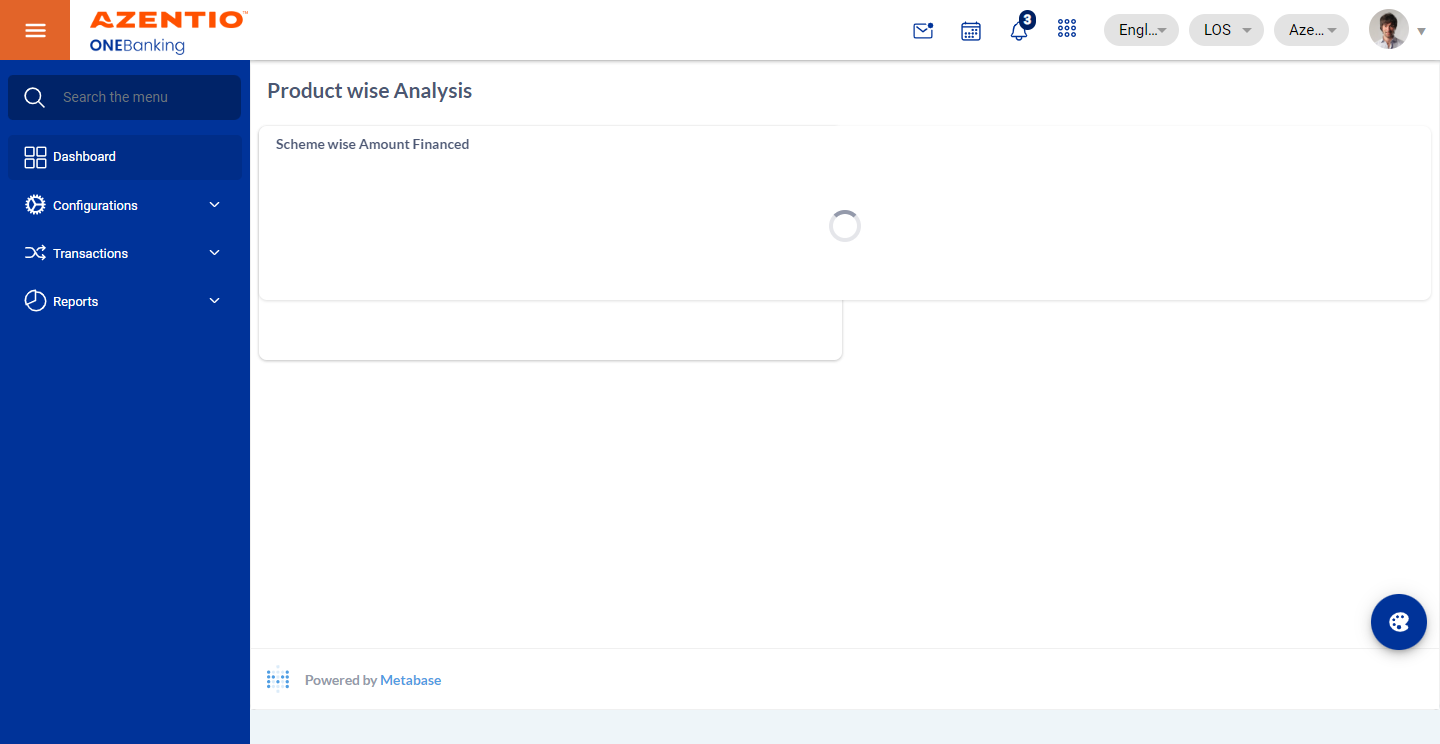 AZENTIO™
ONEBanking
3
Engl...
LOS
Aze...
Search the menu
Dashboard
Configurations
Transactions
Reports
Product wise Analysis
Scheme wise Amount Financed
Powered by Metabase